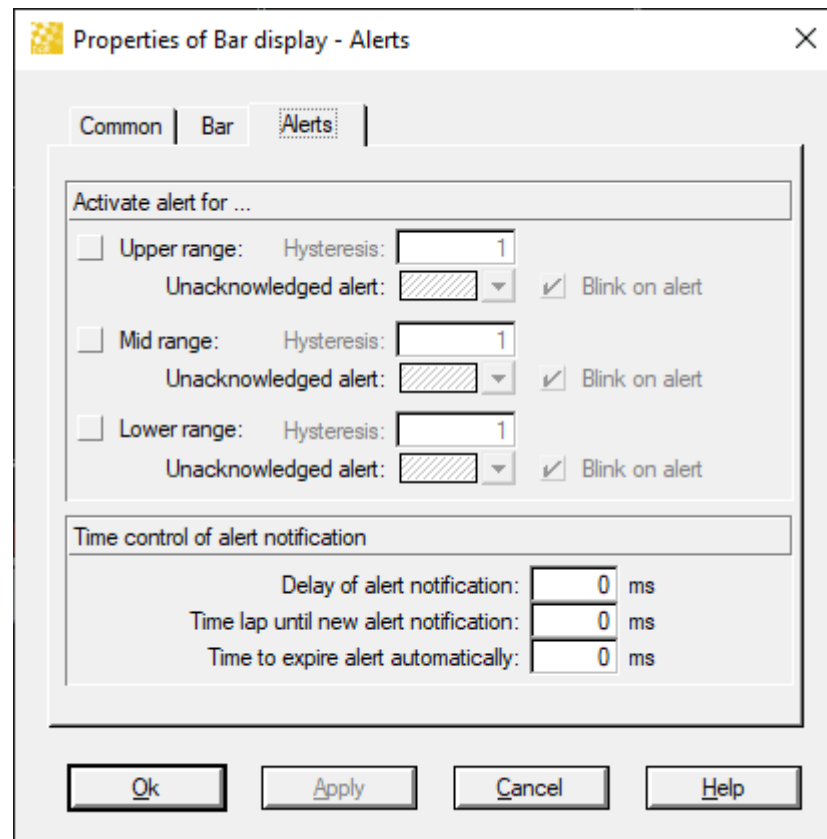 Properties of Bar display - Alerts
Common Bar Alerts
Activate alert for ...
Upper range: Hysteresis: 1
Unacknowledged alert: Blink on alert
Mid range: Hysteresis: 1
Unacknowledged alert: Blink on alert
Lower range: Hysteresis: 1
Unacknowledged alert: Blink on alert
Time control of alert notification
Delay of alert notification: 0 ms
Time lap until new alert notification: 0 ms
Time to expire alert automatically: 0 ms
Ok Apply Cancel Help